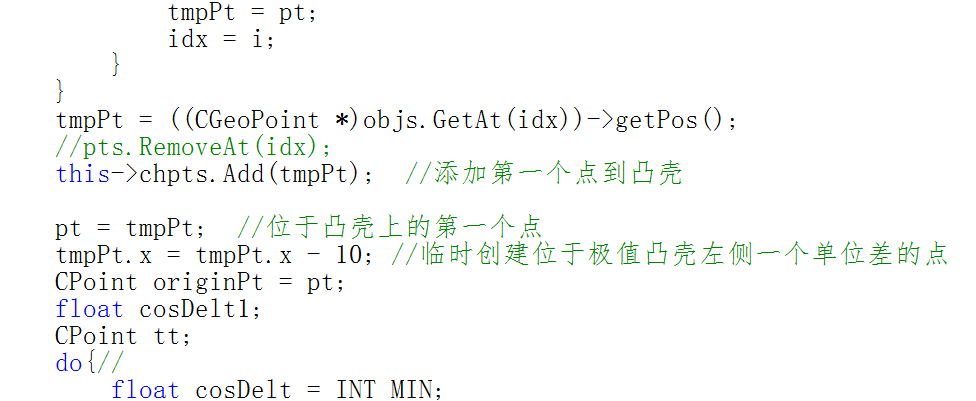 tmpPt = pt;
idx = i;
}
}
tmpPt = ((CGeoPoint *)objs.GetAt(idx))->getPos();
//pts.RemoveAt(idx);
this->chpts.Add(tmpPt);  //添加第一个点到凸壳
pt = tmpPt;  //位于凸壳上的第一个点
tmpPt.x = tmpPt.x - 10; //临时创建位于极值凸壳左侧一个单位差的点
CPoint originPt = pt;
float cosDelt1;
CPoint tt;
do{//
float cosDelt = INT MIN;